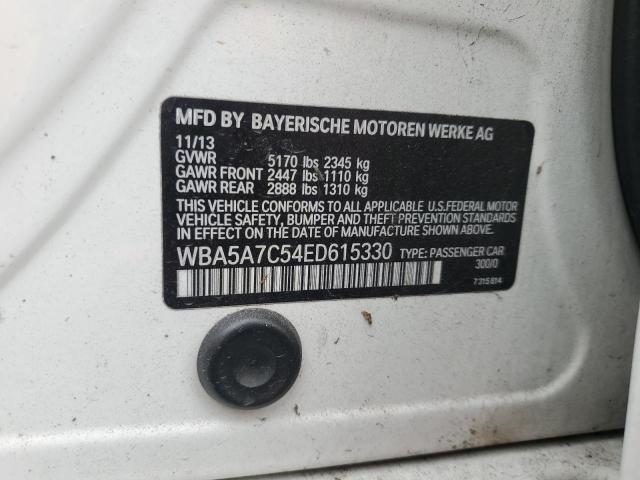 MFD BY BAYERISCHE MOTOREN WERKE AG
11/13
GVWR 5170 lbs 2345 kg
GAWR FRONT 2447 lbs 1110 kg
GAWR REAR 2888 lbs 1310 kg
THIS VEHICLE CONFORMS TO ALL APPLICABLE U.S.FEDERAL MOTOR
VEHICLE SAFETY, BUMPER AND THEFT PREVENTION STANDARDS
IN EFFECT ON THE DATE OF MANUFACTURE SHOWN ABOVE.
WBA5A7C54ED615330 TYPE: PASSENGER CAR
300/0
7315814